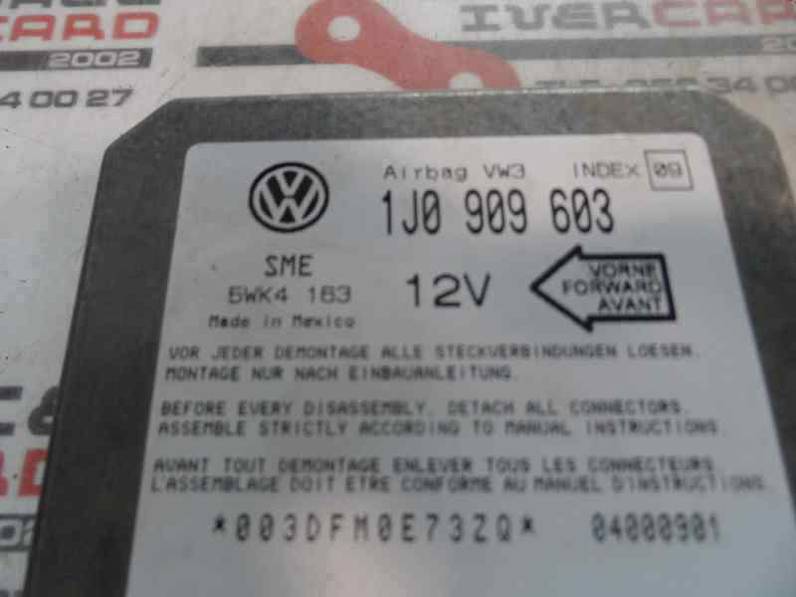 CARD
IVERCARD
2002
4 00 27
Airbag VW3 INDEX 09
1J0 909 603
SME
5WK4 163
12V
VORNE
FORWARD
AVANT
Made in Mexico
VOR JEDER DEMONTAGE ALLE STECKVERBINDUNGEN LOESEN.
MONTAGE NUR NACH EINBAUANLEITUNG.
BEFORE EVERY DISASSEMBLY, DETACH ALL CONNECTORS.
ASSEMBLE STRICTLY ACCORDING TO MANUAL INSTRUCTIONS
AVANT TOUT DEMONTAGE ENLEVER TOUS LES CONNECTEURS.
L'ASSEMBLAGE DOIT ETRE CONFORME AU MANUEL D'INSTRUCTIONS
*003DFM0E73ZQ* 04000901